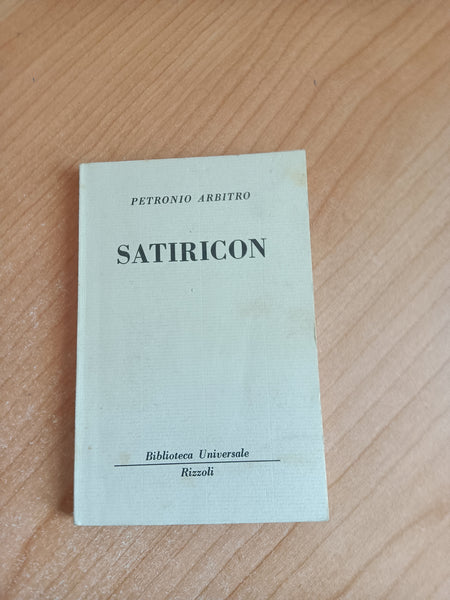 PETRONIO ARBITRO
SATIRICON
Biblioteca Universale
Rizzoli